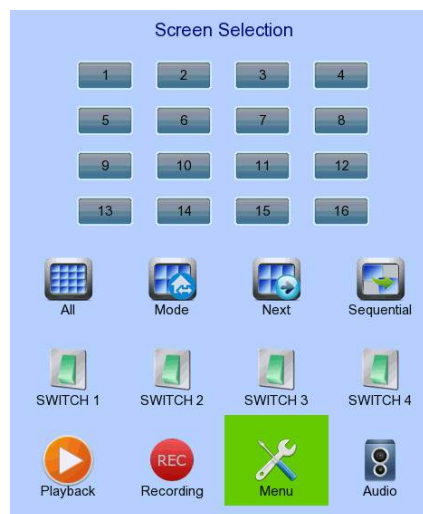 Screen Selection
1 2 3 4
5 6 7 8
9 10 11 12
13 14 15 16
All Mode Next Sequential
SWITCH 1 SWITCH 2 SWITCH 3 SWITCH 4
REC
Playback Recording Menu Audio